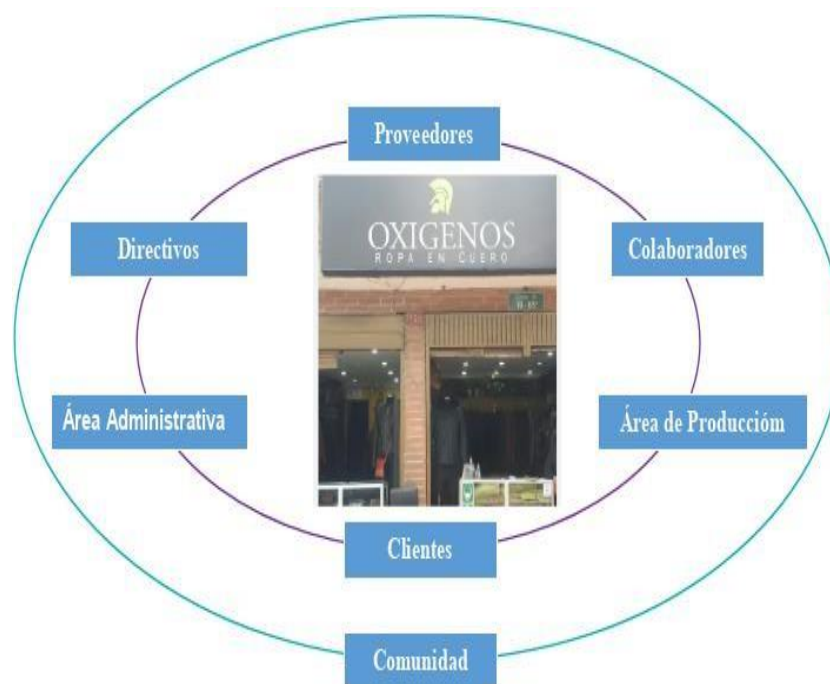 Proveedores
OXIGENOS
ROPA EN CUERO
Directivos
Colaboradores
Área Administrativa
Área de Produccióm
Clientes
Comunidad